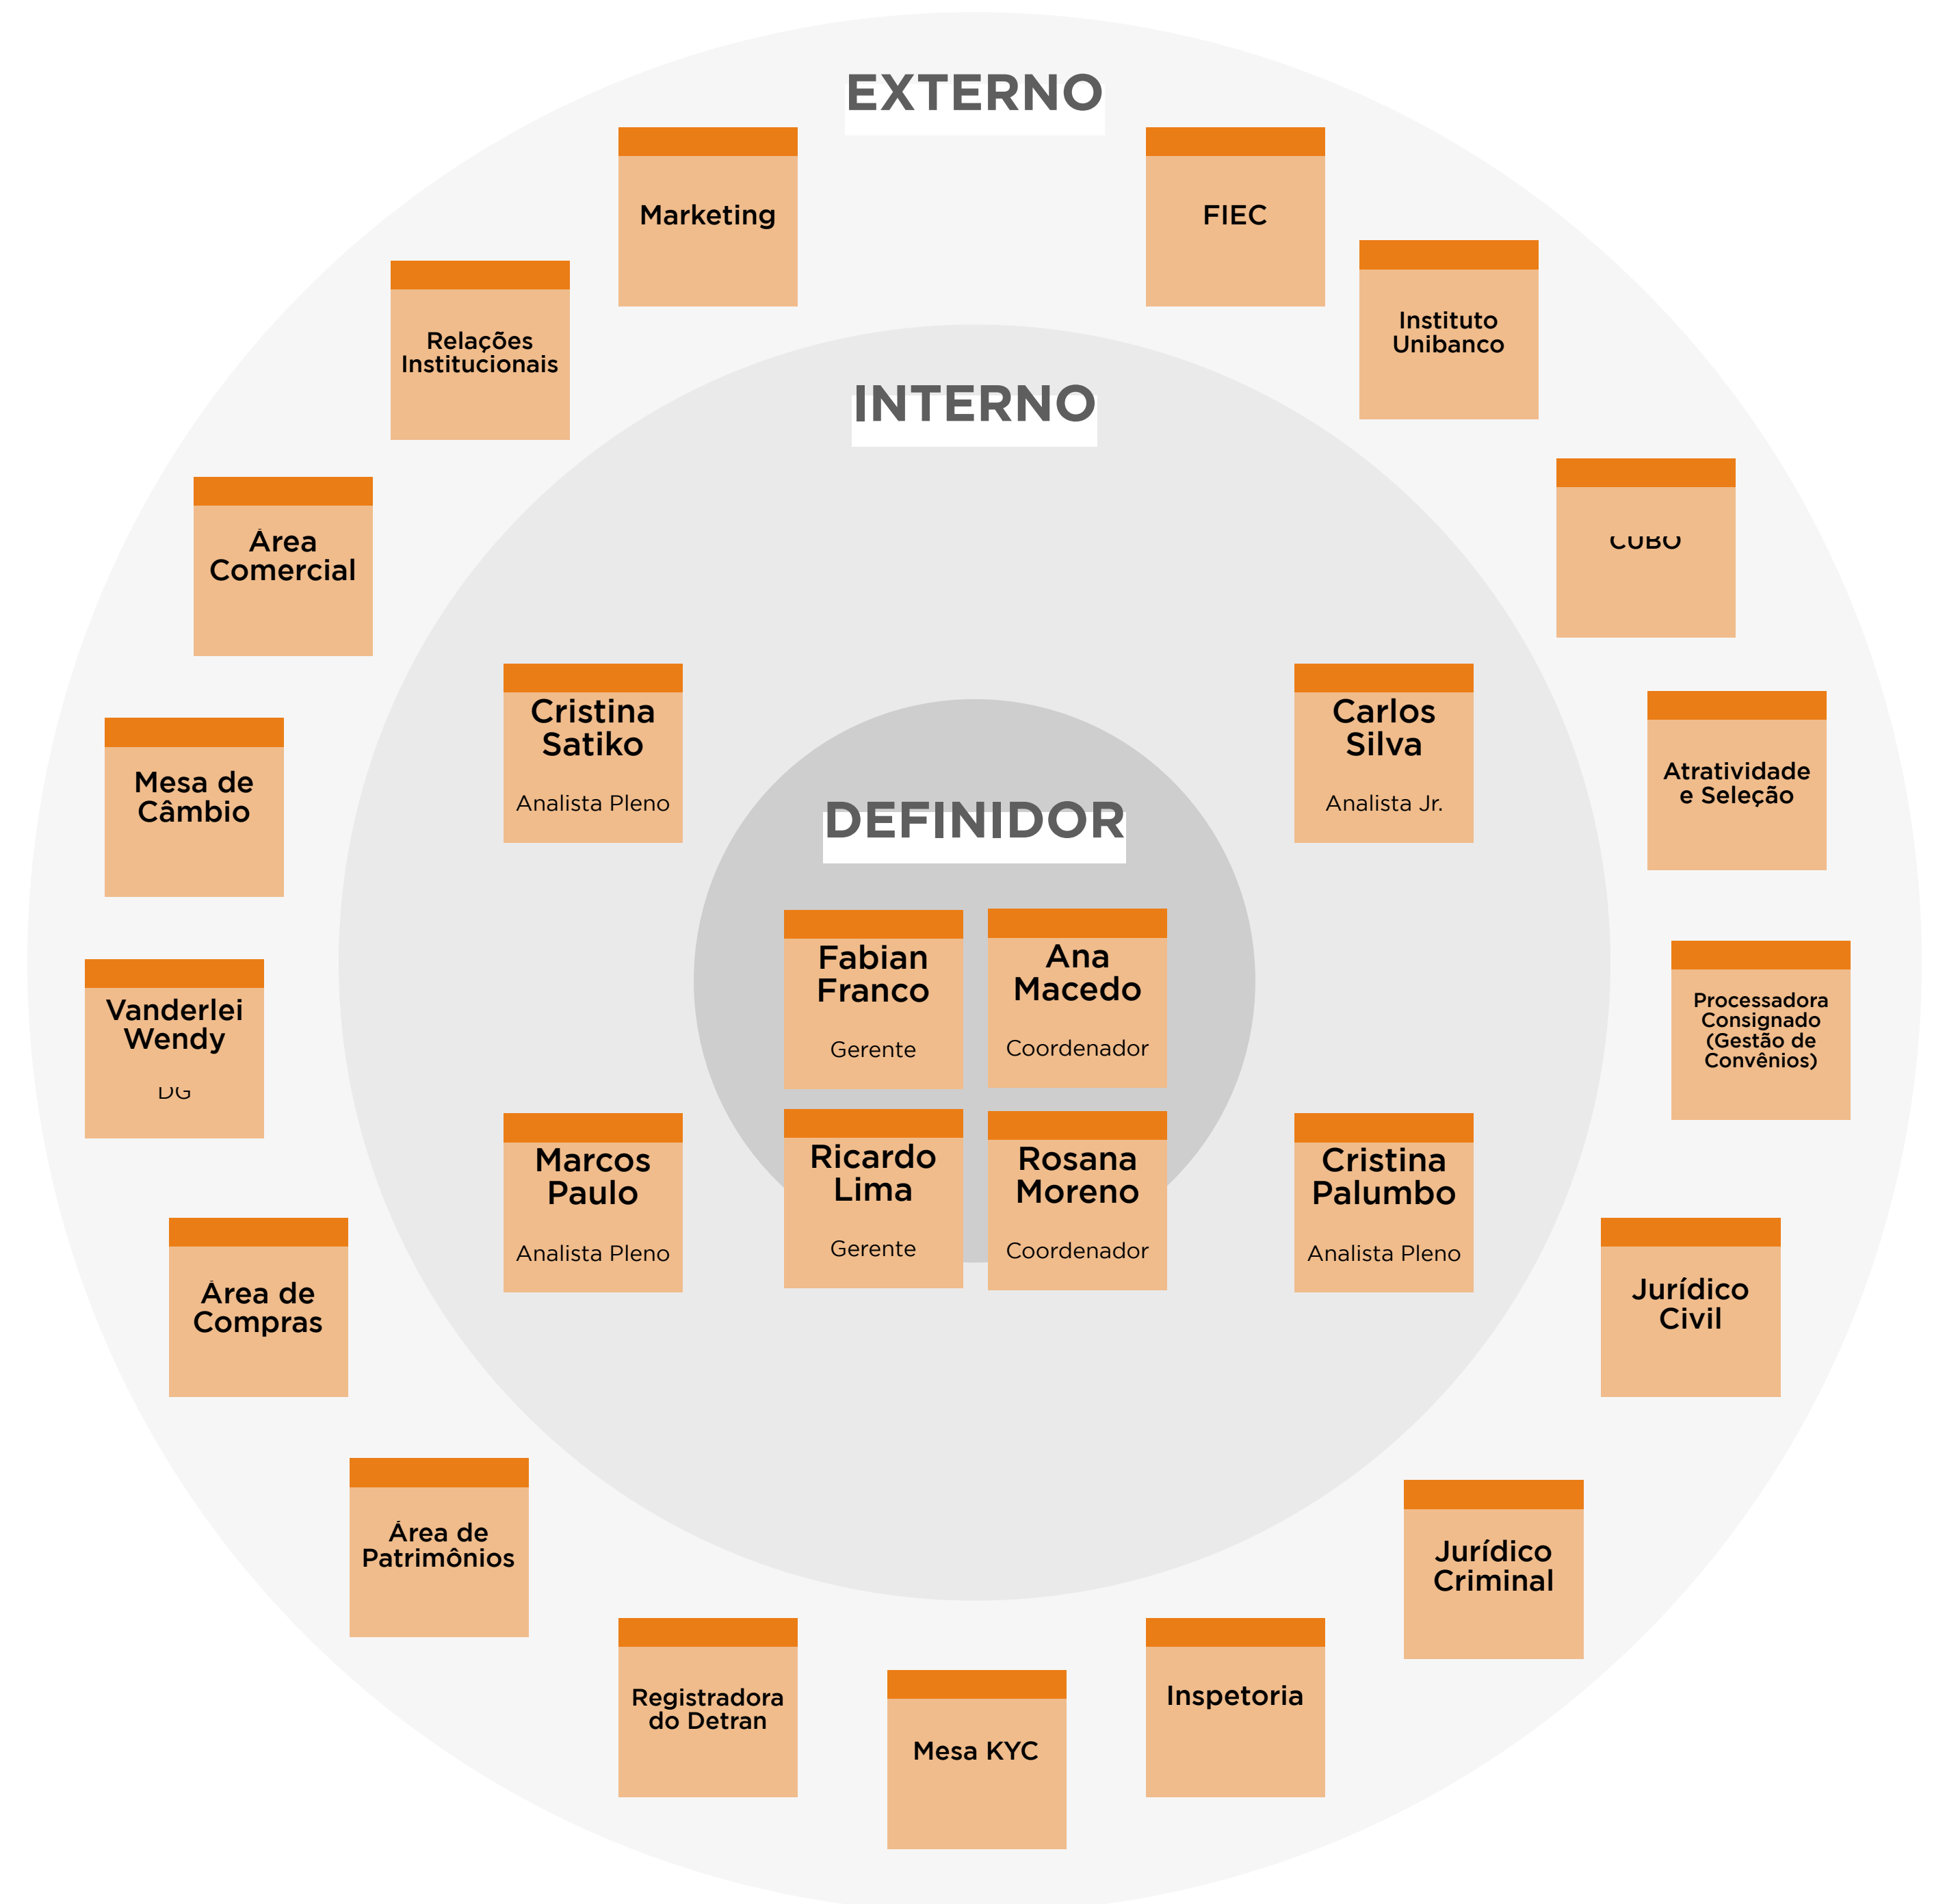 EXTERNO
Marketing
FIEC
Instituto
Unibanco
Relações
Institucionais
INTERNO
CUBO
Área
Comercial
Cristina
Satiko
Analista Pleno
Carlos
Silva
Analista Jr.
Atratividade
e Seleção
Mesa de
Câmbio
DEFINIDOR
Fabian
Franco
Gerente
Ana
Macedo
Coordenador
Vanderlei
Wendy
DG
Processadora
Consignado
(Gestão de
Convênios)
Marcos
Paulo
Analista Pleno
Ricardo
Lima
Gerente
Rosana
Moreno
Coordenador
Cristina
Palumbo
Analista Pleno
Área de
Compras
Jurídico
Civil
Área de
Patrimônios
Jurídico
Criminal
Registradora
do Detran
Mesa KYC
Inspetoria